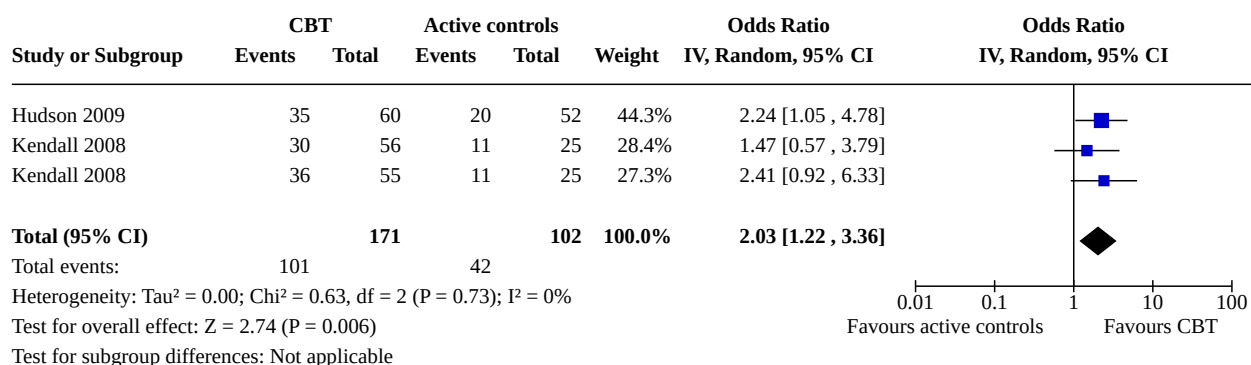 CBT Active controls Odds Ratio Odds Ratio
Study or Subgroup Events Total Events Total Weight IV, Random, 95% CI IV, Random, 95% CI
Hudson 2009 35 60 20 52 44.3% 2.24 [1.05 , 4.78]
Kendall 2008 30 56 11 25 28.4% 1.47 [0.57 , 3.79]
Kendall 2008 36 55 11 25 27.3% 2.41 [0.92 , 6.33]
Total (95% CI) 171 102 100.0% 2.03 [1.22 , 3.36]
Total events: 101 42
Heterogeneity: Tau² = 0.00; Chi² = 0.63, df = 2 (P = 0.73); I² = 0%
Test for overall effect: Z = 2.74 (P = 0.006)
Test for subgroup differences: Not applicable
0.01 0.1 1 10 100
Favours active controls Favours CBT